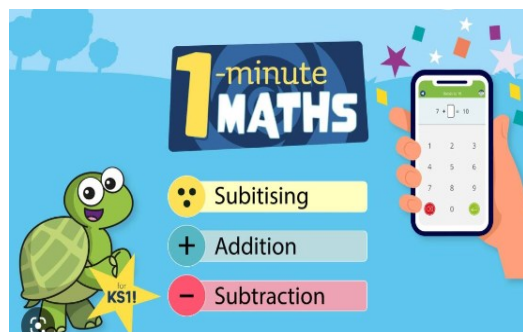 1-minute
MATHS
7 + = 10
1 2 3
4 5 6
7 8 9
0
Subitising
+ Addition
- Subtraction
for
KS1!